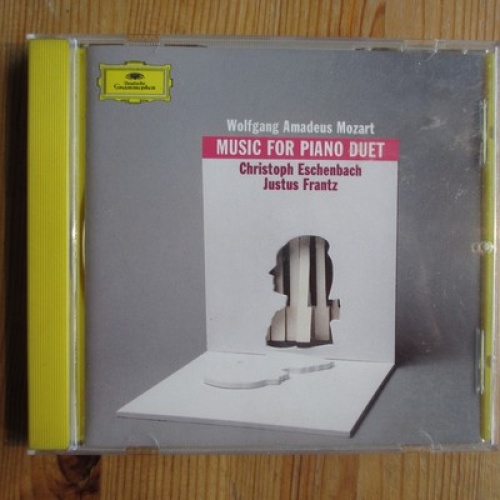 Deutsche
Grammophon
Wolfgang Amadeus Mozart
MUSIC FOR PIANO DUET
Christoph Eschenbach
Justus Frantz